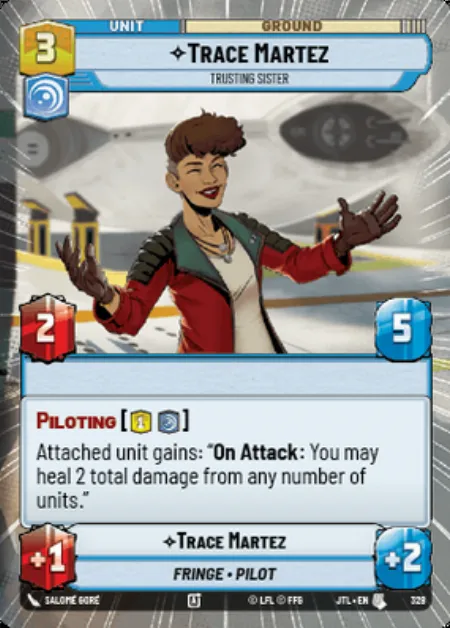 UNIT
GROUND
3
TRACE MARTEZ
TRUSTING SISTER
2
5
PILOTING [1]
Attached unit gains: “On Attack: You may
heal 2 total damage from any number of
units.”
+1
TRACE MARTEZ
+2
FRINGE • PILOT
SALOMÉ GORÉ
© LFL © FFG
JTL • EN
328